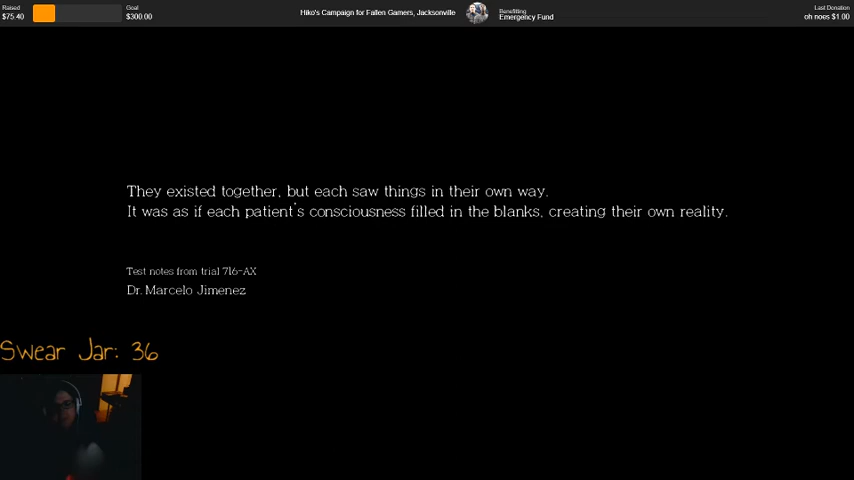 Raised
Goal
$75.40
$300.00
Hiko's Campaign for Fallen Gamers, Jacksonville
Benefitting
Emergency Fund
Last Donation
oh noes $1.00
They existed together, but each saw things in their own way.
It was as if each patient's consciousness filled in the blanks, creating their own reality.
Test notes from trial 716-AX
Dr. Marcelo Jimenez
Swear Jar: 36